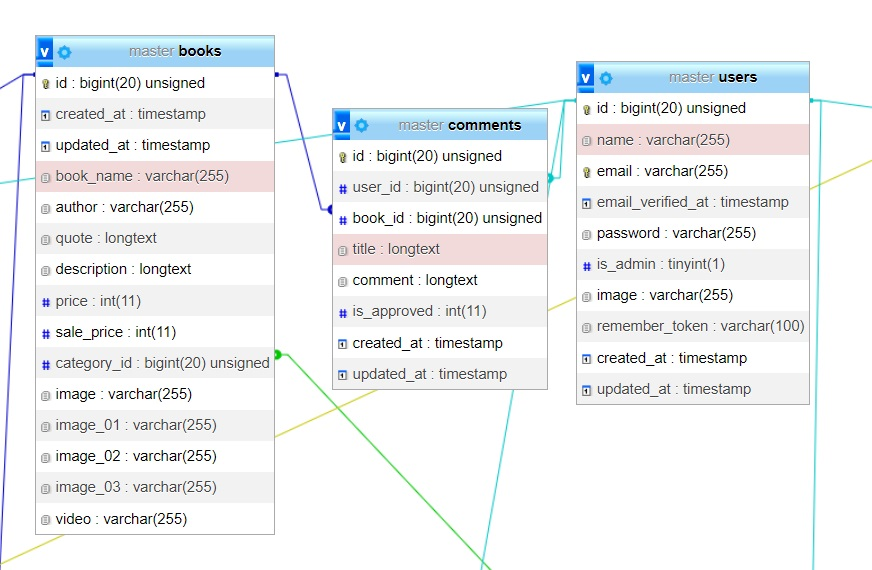 v master books
id : bigint(20) unsigned
created_at : timestamp
updated_at : timestamp
book_name : varchar(255)
author : varchar(255)
quote : longtext
description : longtext
price : int(11)
sale_price : int(11)
category_id : bigint(20) unsigned
image : varchar(255)
image_01 : varchar(255)
image_02 : varchar(255)
image_03 : varchar(255)
video : varchar(255)
v master comments
id : bigint(20) unsigned
# user_id : bigint(20) unsigned
# book_id : bigint(20) unsigned
title : longtext
comment : longtext
# is_approved : int(11)
created_at : timestamp
updated_at : timestamp
v master users
id : bigint(20) unsigned
name : varchar(255)
email : varchar(255)
email_verified_at : timestamp
password : varchar(255)
# is_admin : tinyint(1)
image : varchar(255)
remember_token : varchar(100)
created_at : timestamp
updated_at : timestamp